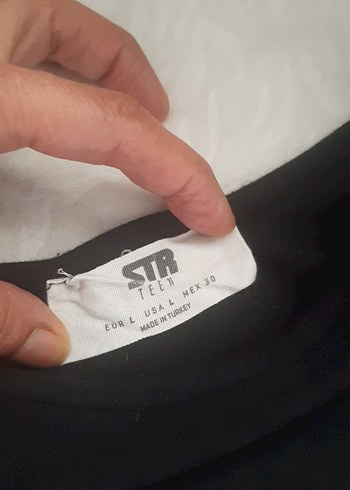 STR
TEEN
EUR L USA L MEX 30
MADE IN TURKEY